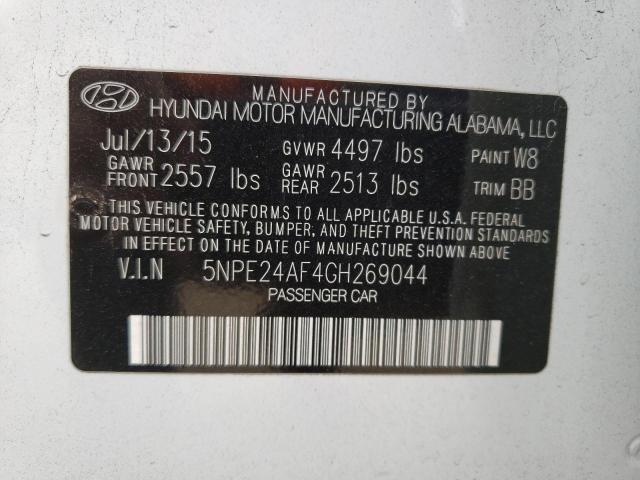 MANUFACTURED BY
HYUNDAI MOTOR MANUFACTURING ALABAMA, LLC
Jul/13/15 GVWR 4497 lbs PAINT W8
GAWR FRONT 2557 lbs GAWR REAR 2513 lbs TRIM BB
THIS VEHICLE CONFORMS TO ALL APPLICABLE U.S.A. FEDERAL
MOTOR VEHICLE SAFETY, BUMPER, AND THEFT PREVENTION STANDARDS
IN EFFECT ON THE DATE OF MANUFACTURE SHOWN ABOVE
V.I.N 5NPE24AF4GH269044
PASSENGER CAR